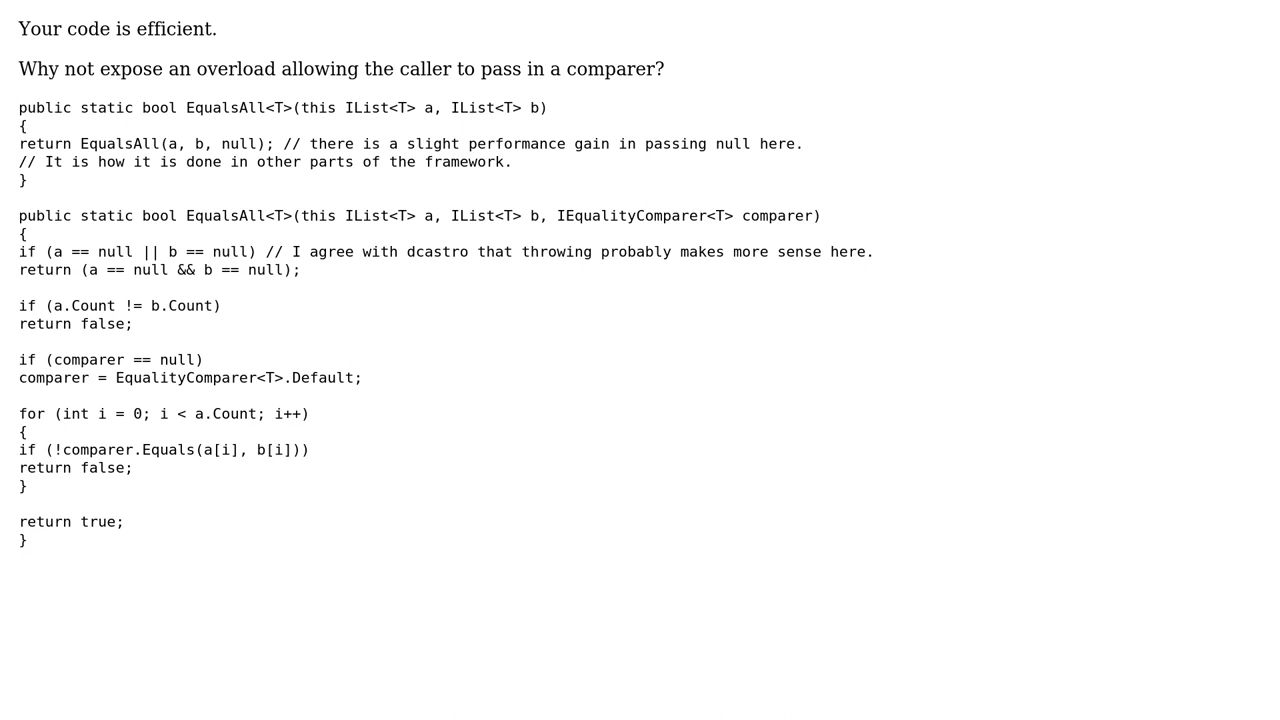 Your code is efficient.
Why not expose an overload allowing the caller to pass in a comparer?
public static bool EqualsAll<T>(this IList<T> a, IList<T> b)
{
return EqualsAll(a, b, null); // there is a slight performance gain in passing null here.
// It is how it is done in other parts of the framework.
}
public static bool EqualsAll<T>(this IList<T> a, IList<T> b, IEqualityComparer<T> comparer)
{
if (a == null || b == null) // I agree with dcastro that throwing probably makes more sense here.
return (a == null && b == null);
if (a.Count != b.Count)
return false;
if (comparer == null)
comparer = EqualityComparer<T>.Default;
for (int i = 0; i < a.Count; i++)
{
if (!comparer.Equals(a[i], b[i]))
return false;
}
return true;
}